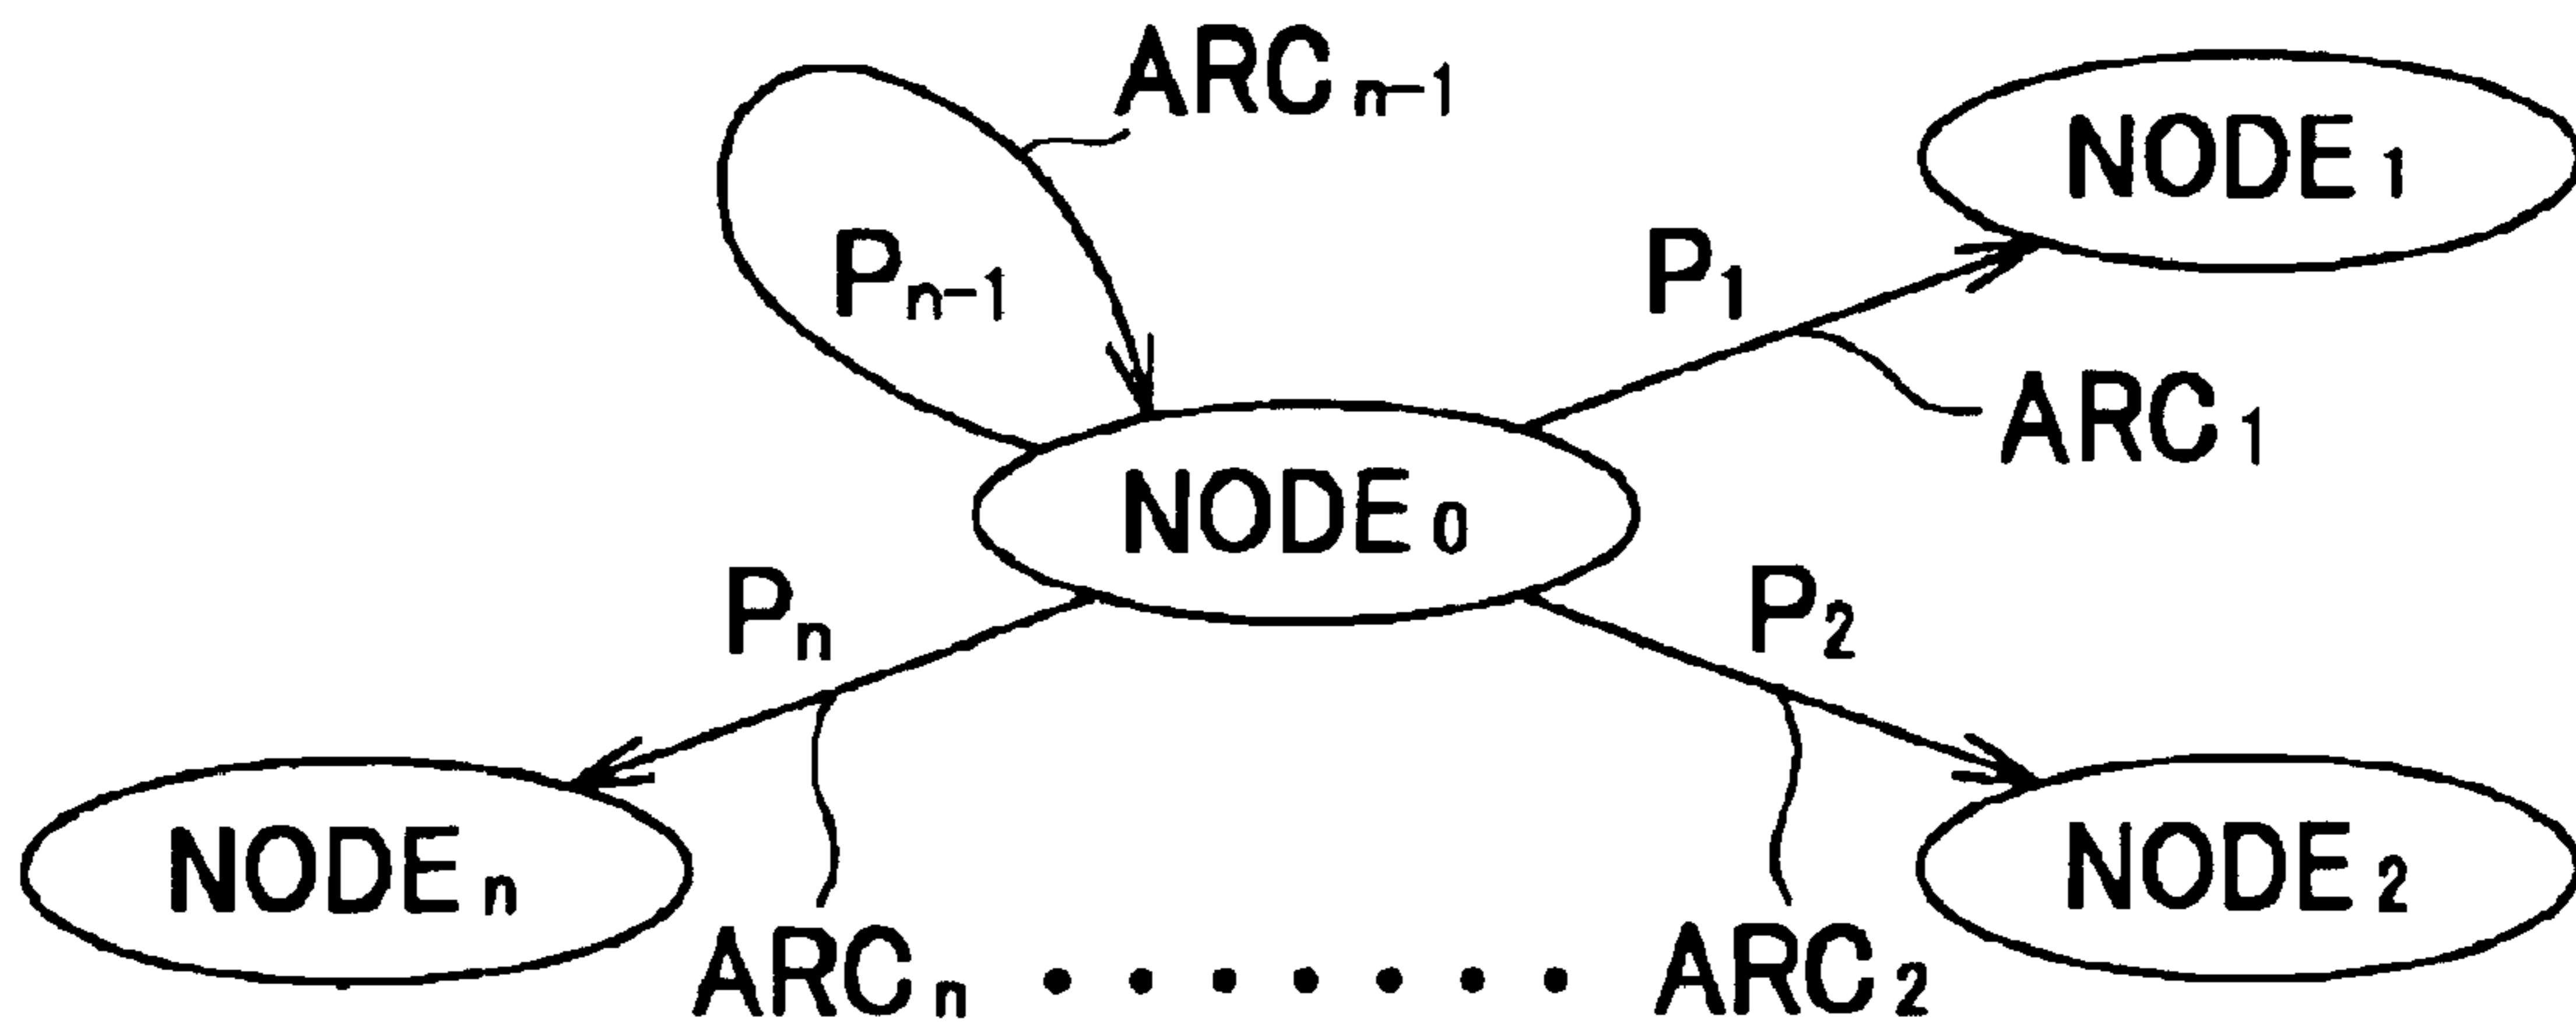 ARC n-1
NODE 1
P n-1
P 1
ARC 1
NODE 0
P n
P 2
NODE n
NODE 2
ARC n ....... ARC 2